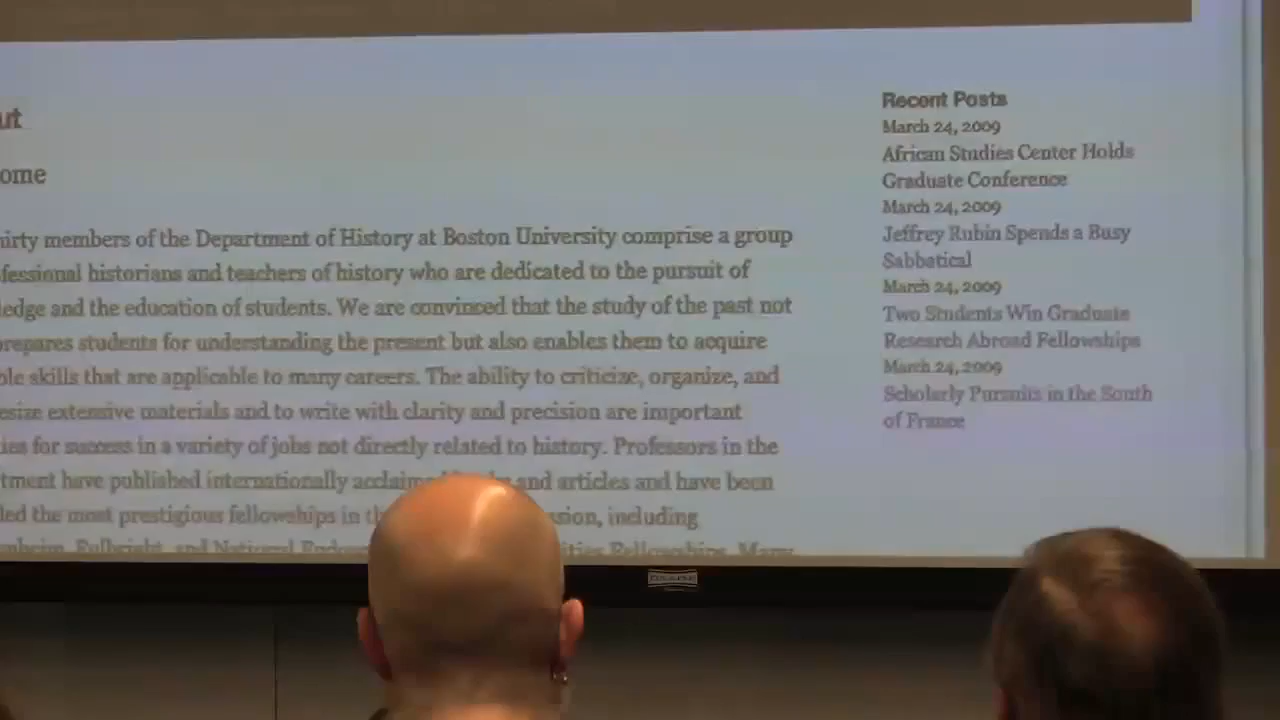 ut
ome
hirty members of the Department of History at Boston University comprise a group
fessional historians and teachers of history who are dedicated to the pursuit of
ledge and the education of students. We are convinced that the study of the past not
prepares students for understanding the present but also enables them to acquire
ble skills that are applicable to many careers. The ability to criticize, organize, and
esize extensive materials and to write with clarity and precision are important
ies for success in a variety of jobs not directly related to history. Professors in the
tment have published internationally and articles and have been
led the most prestigious fellowships in ssion, including
Fulbright, and National Fellowships. Many
Recent Posts
March 24, 2009
African Studies Center Holds
Graduate Conference
March 24, 2009
Jeffrey Rubin Spends a Busy
Sabbatical
March 24, 2009
Two Students Win Graduate
Research Abroad Fellowships
March 24, 2009
Scholarly Pursuits in the South
of France